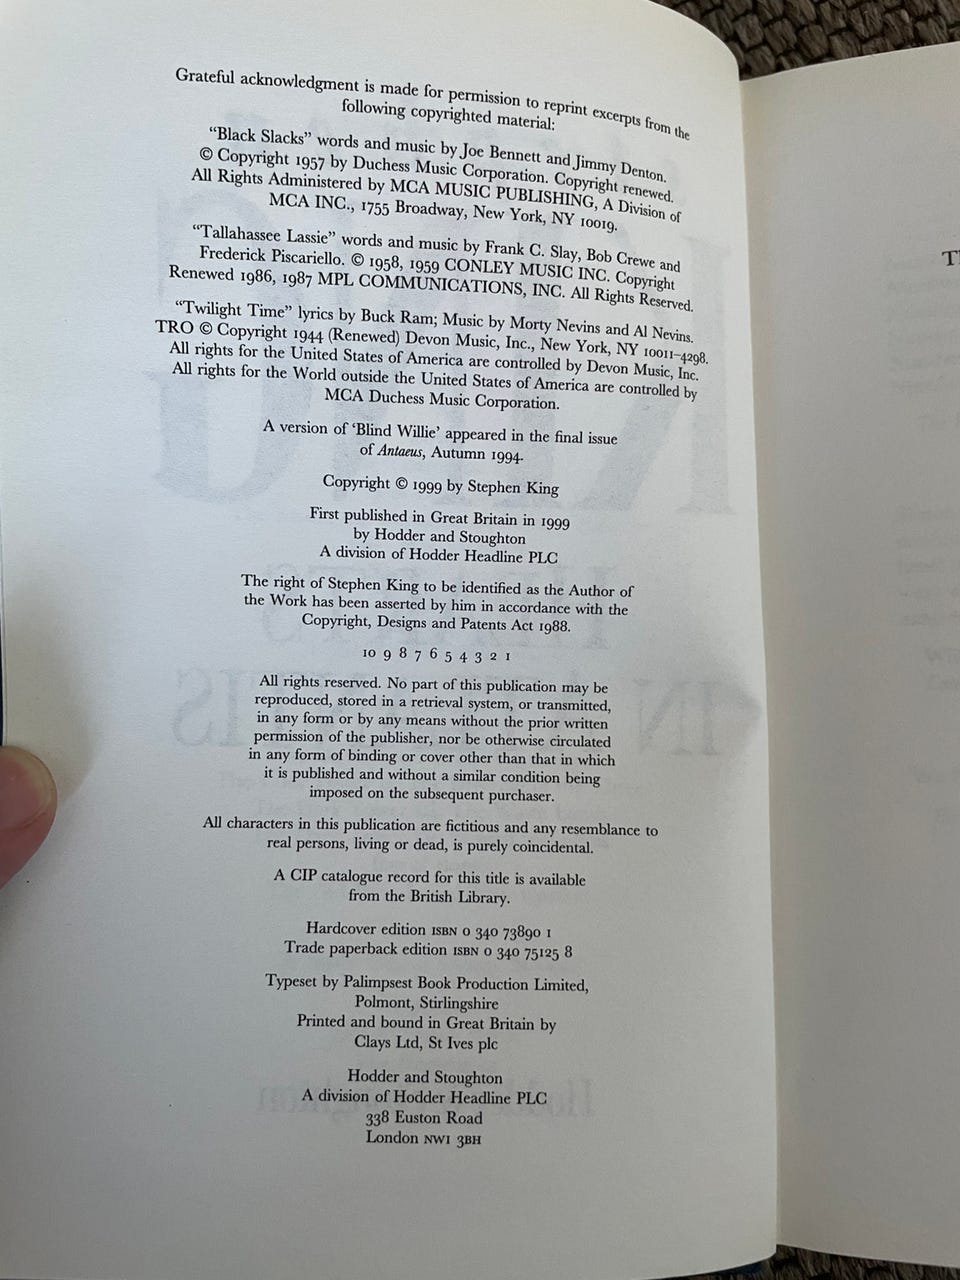 Grateful acknowledgment is made for permission to reprint excerpts from the
following copyrighted material:
“Black Slacks” words and music by Joe Bennett and Jimmy Denton.
© Copyright 1957 by Duchess Music Corporation. Copyright renewed.
All Rights Administered by MCA MUSIC PUBLISHING, A Division of
MCA INC., 1755 Broadway, New York, NY 10019.
“Tallahassee Lassie” words and music by Frank C. Slay, Bob Crewe and
Frederick Piscariello. © 1958, 1959 CONLEY MUSIC INC. Copyright
Renewed 1986, 1987 MPL COMMUNICATIONS, INC. All Rights Reserved.
“Twilight Time” lyrics by Buck Ram; Music by Morty Nevins and Al Nevins.
TRO © Copyright 1944 (Renewed) Devon Music, Inc., New York, NY 10011–4298.
All rights for the United States of America are controlled by Devon Music, Inc.
All rights for the World outside the United States of America are controlled by
MCA Duchess Music Corporation.
A version of ‘Blind Willie’ appeared in the final issue
of Antaeus, Autumn 1994.
Copyright © 1999 by Stephen King
First published in Great Britain in 1999
by Hodder and Stoughton
A division of Hodder Headline PLC
The right of Stephen King to be identified as the Author of
the Work has been asserted by him in accordance with the
Copyright, Designs and Patents Act 1988.
10 9 8 7 6 5 4 3 2 1
All rights reserved. No part of this publication may be
reproduced, stored in a retrieval system, or transmitted,
in any form or by any means without the prior written
permission of the publisher, nor be otherwise circulated
in any form of binding or cover other than that in which
it is published and without a similar condition being
imposed on the subsequent purchaser.
All characters in this publication are fictitious and any resemblance to
real persons, living or dead, is purely coincidental.
A CIP catalogue record for this title is available
from the British Library.
Hardcover edition ISBN 0 340 73890 1
Trade paperback edition ISBN 0 340 75125 8
Typeset by Palimpsest Book Production Limited,
Polmont, Stirlingshire
Printed and bound in Great Britain by
Clays Ltd, St Ives plc
Hodder and Stoughton
A division of Hodder Headline PLC
338 Euston Road
London NW1 3BH